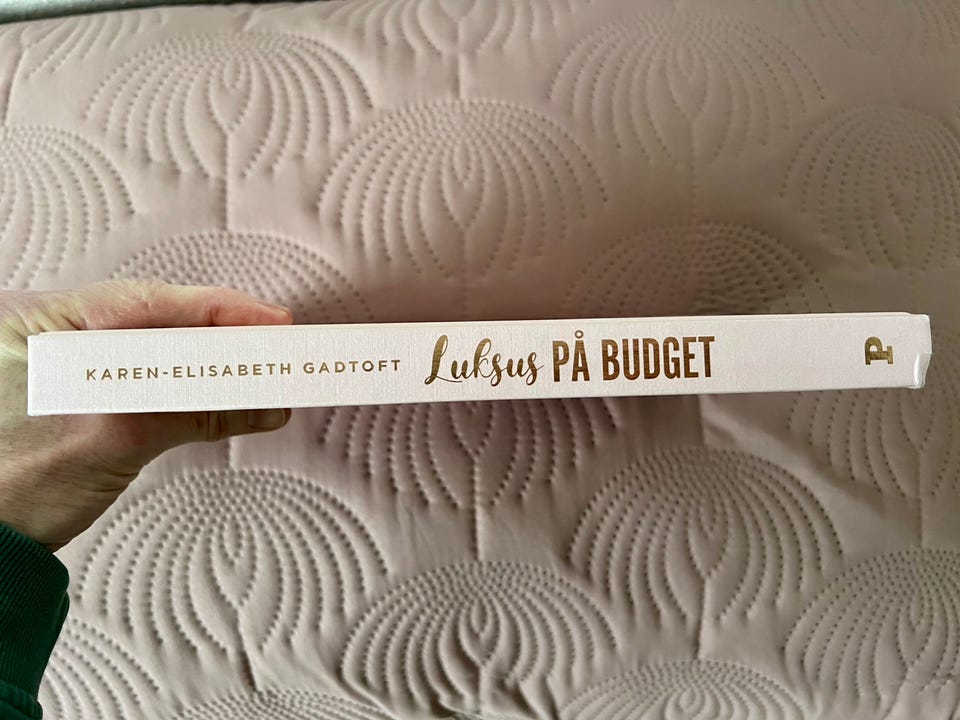 KAREN-ELISABETH GADTOFT Luksus PÅ BUDGET P